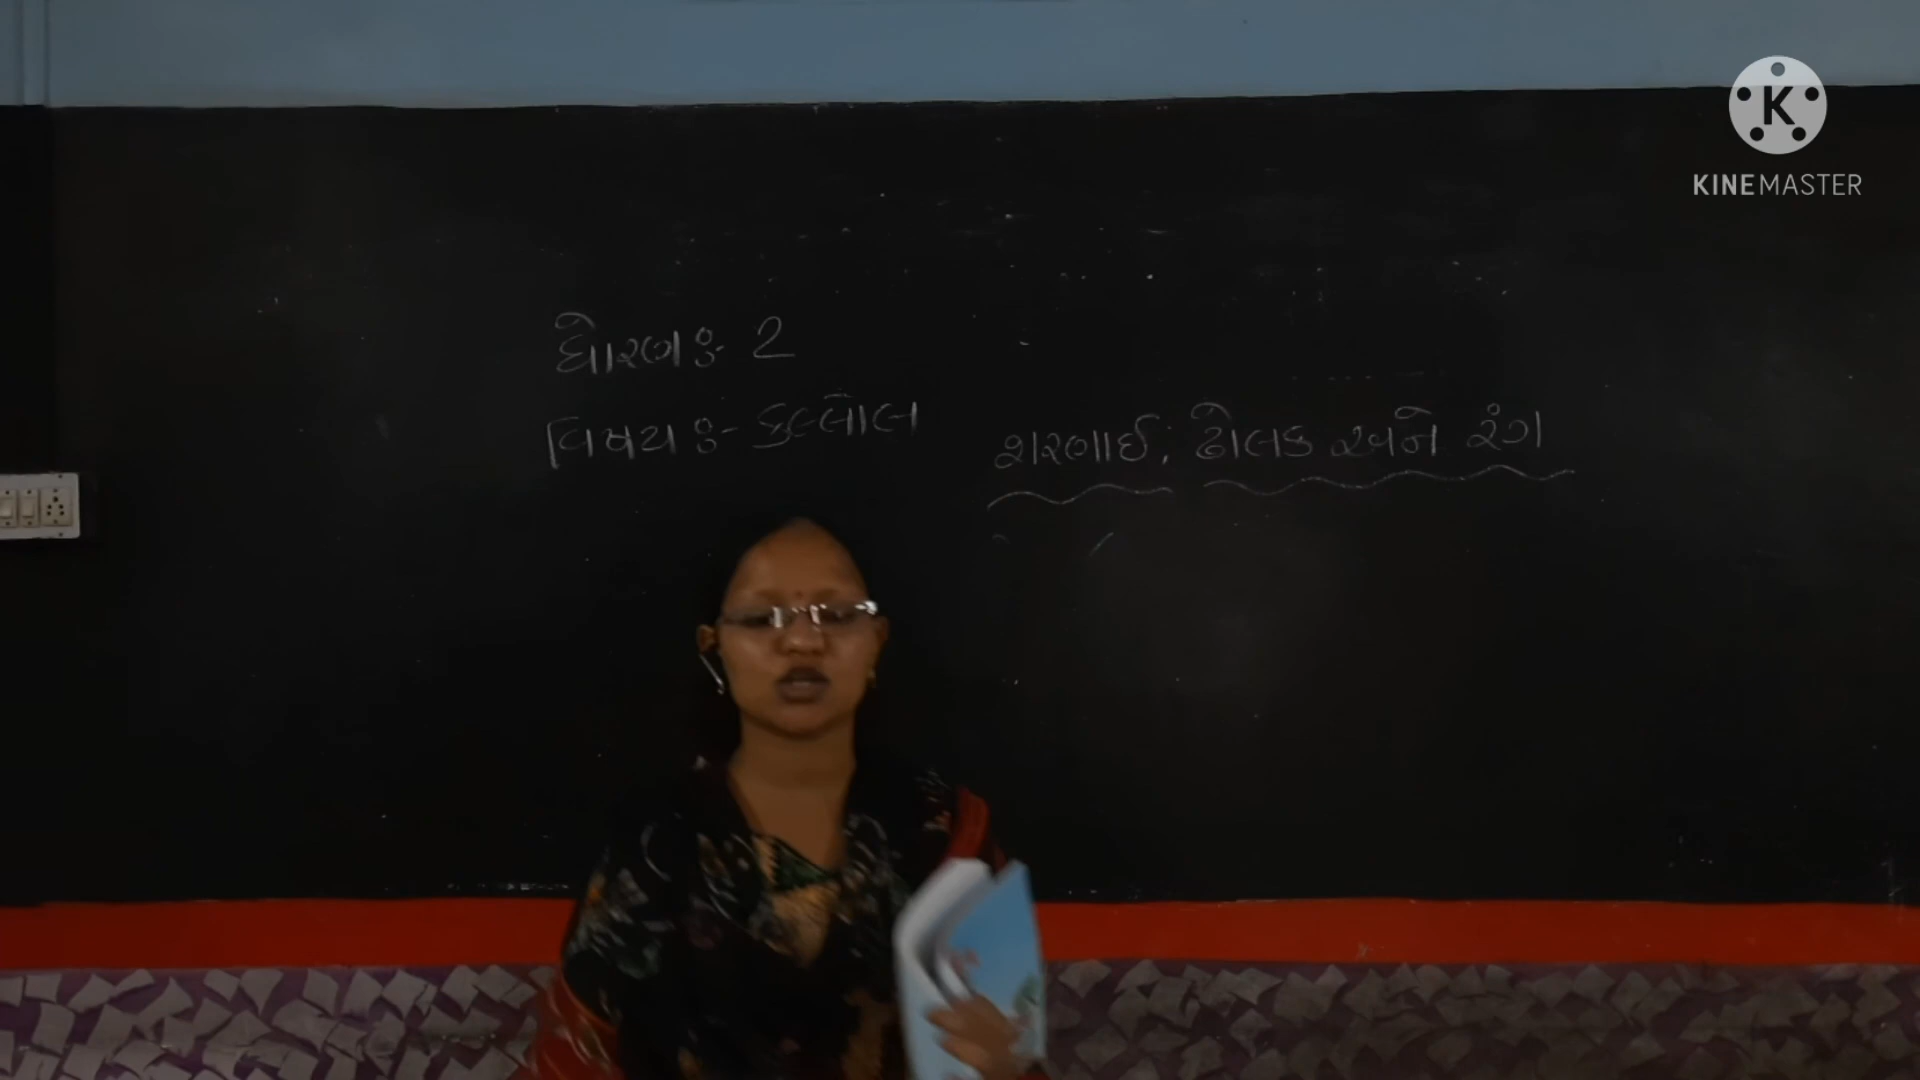 ધોરણ ઃ- 2
વિષય ઃ- કલ્લોલ
શરણાઈ, ઢોલક અને રંગ
KINEMASTER